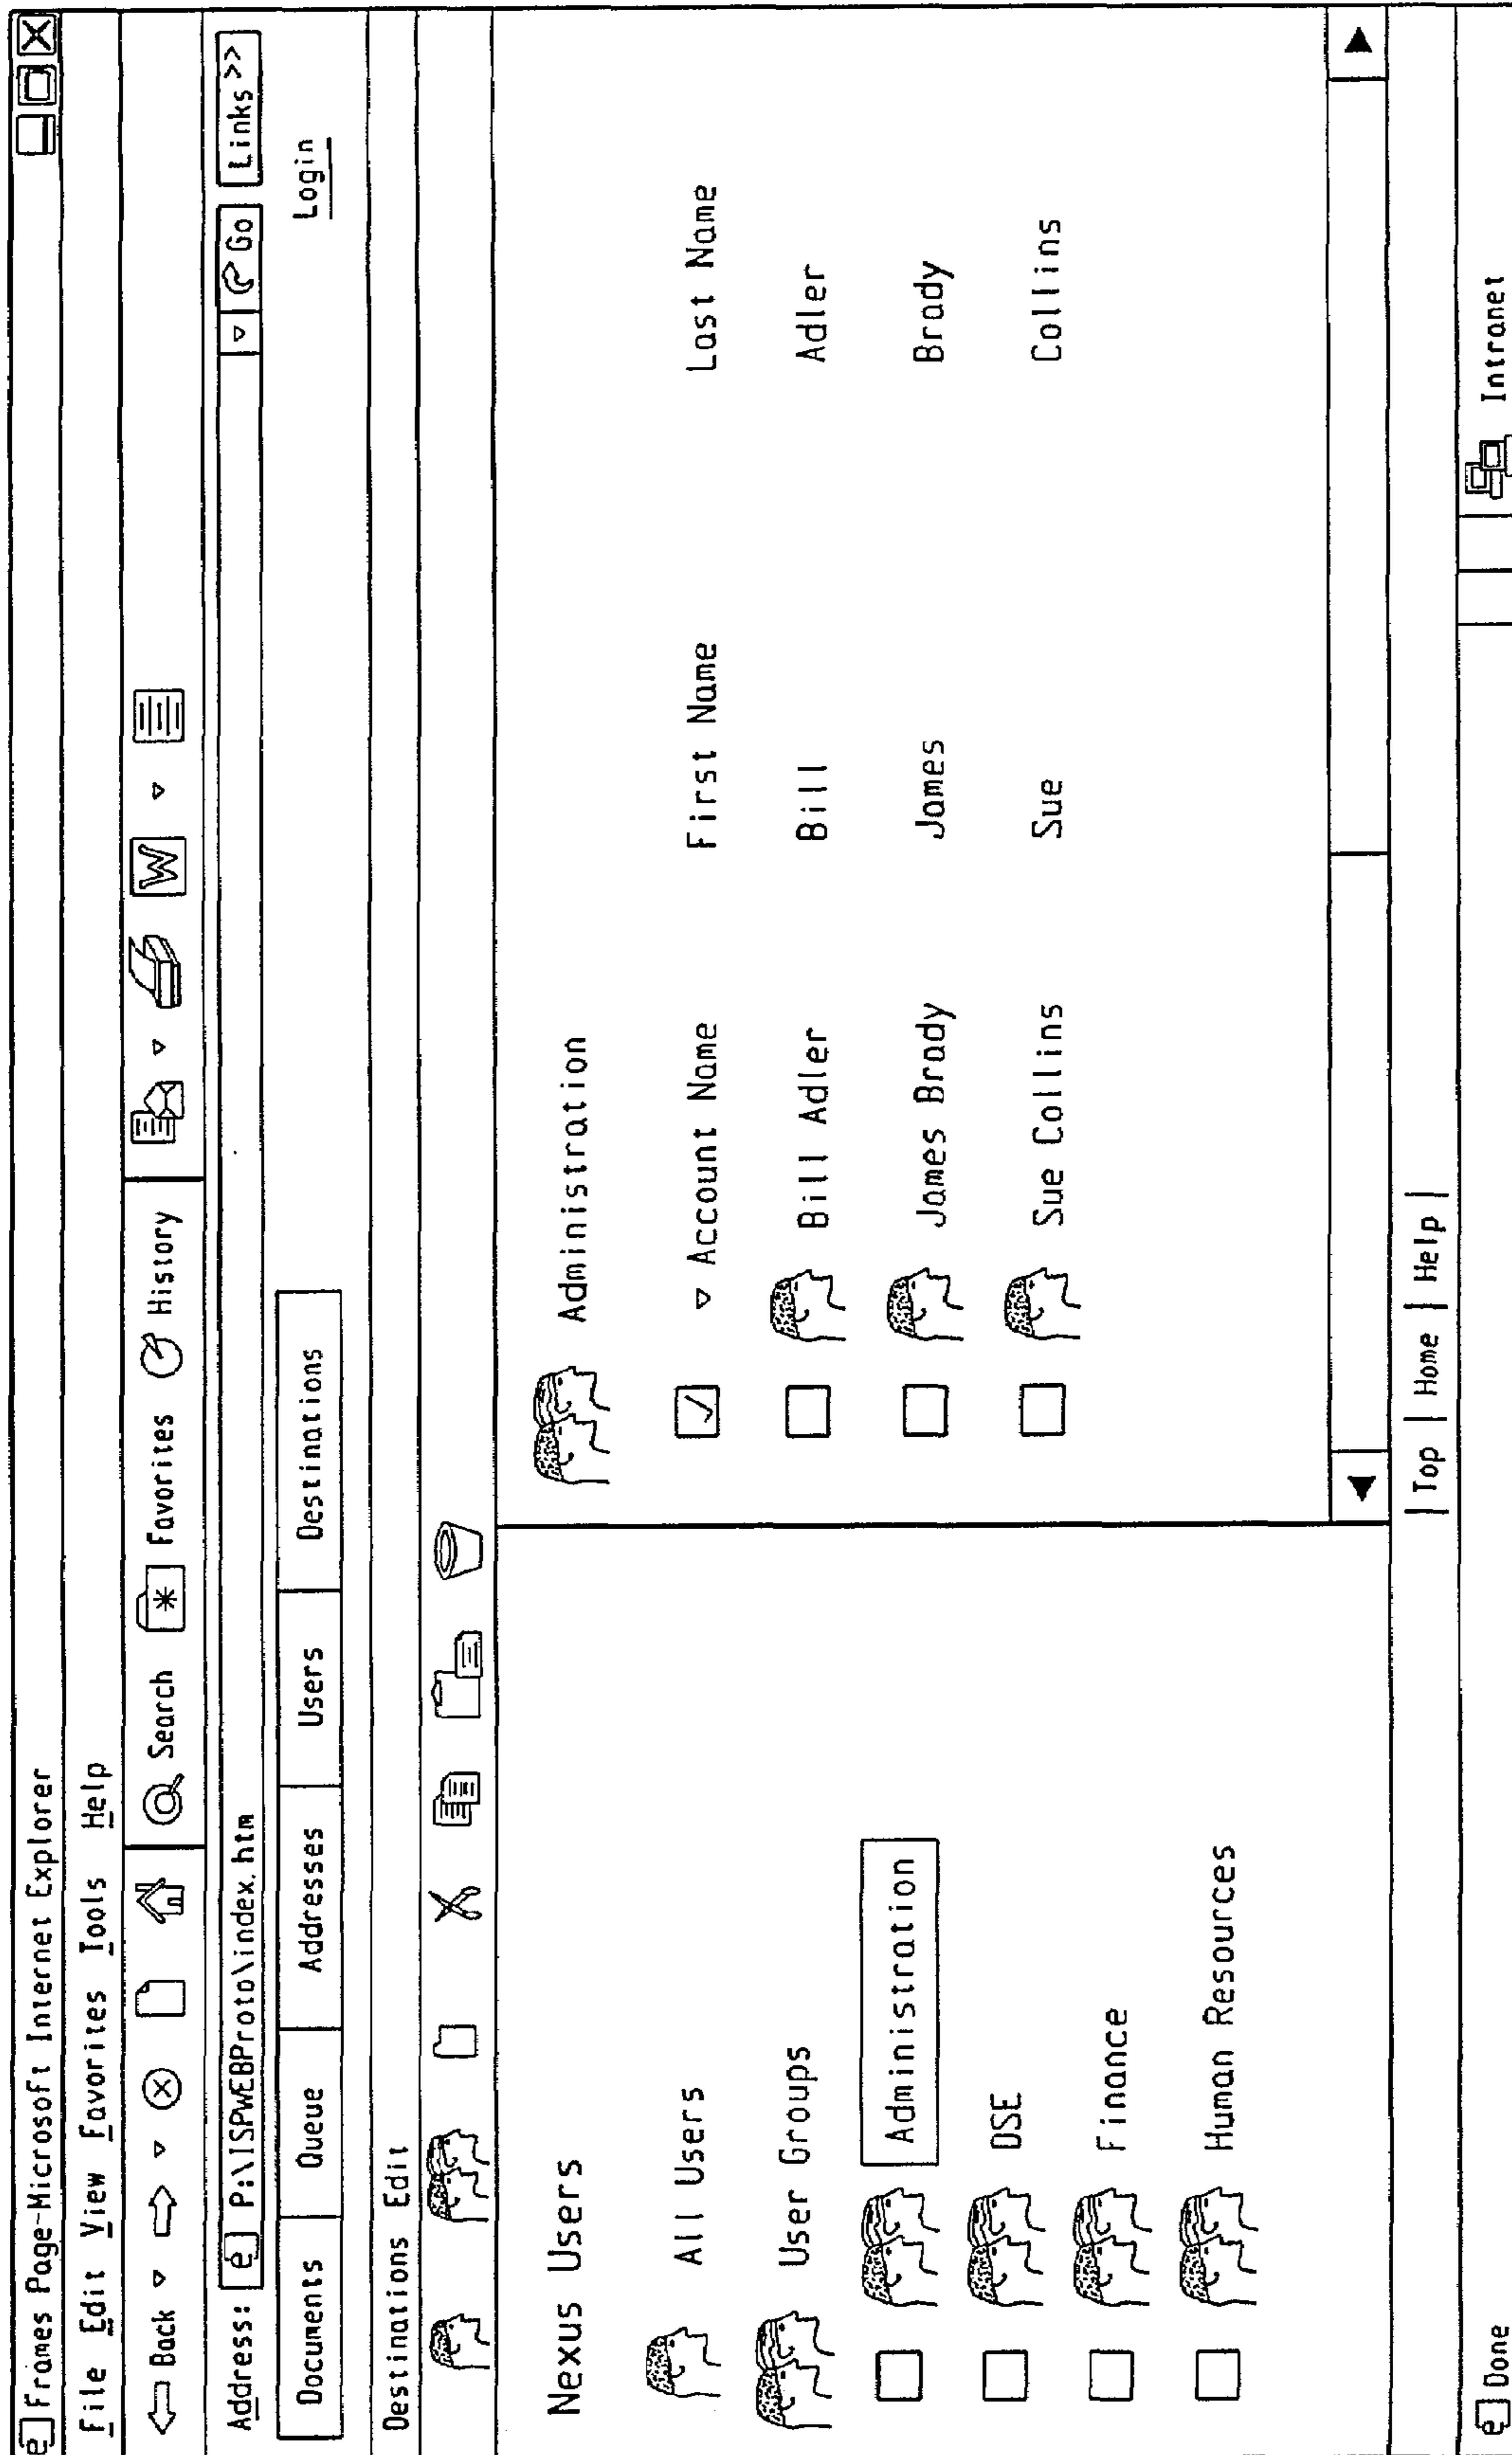 Frames Page-Microsoft Internet Explorer
File Edit View Favorites Tools Help
Back Search Favorites History W
Address: P:\ISPWEBProto\index.htm Go Links >>
Documents Queue Addresses Users Destinations Login
Destinations Edit
Nexus Users
All Users
User Groups
Administration
DSE
Finance
Human Resources
Administration
Account Name First Name Last Name
Bill Adler Bill Adler
James Brady James Brady
Sue Collins Sue Collins
| Top | Home | Help |
Done Intranet